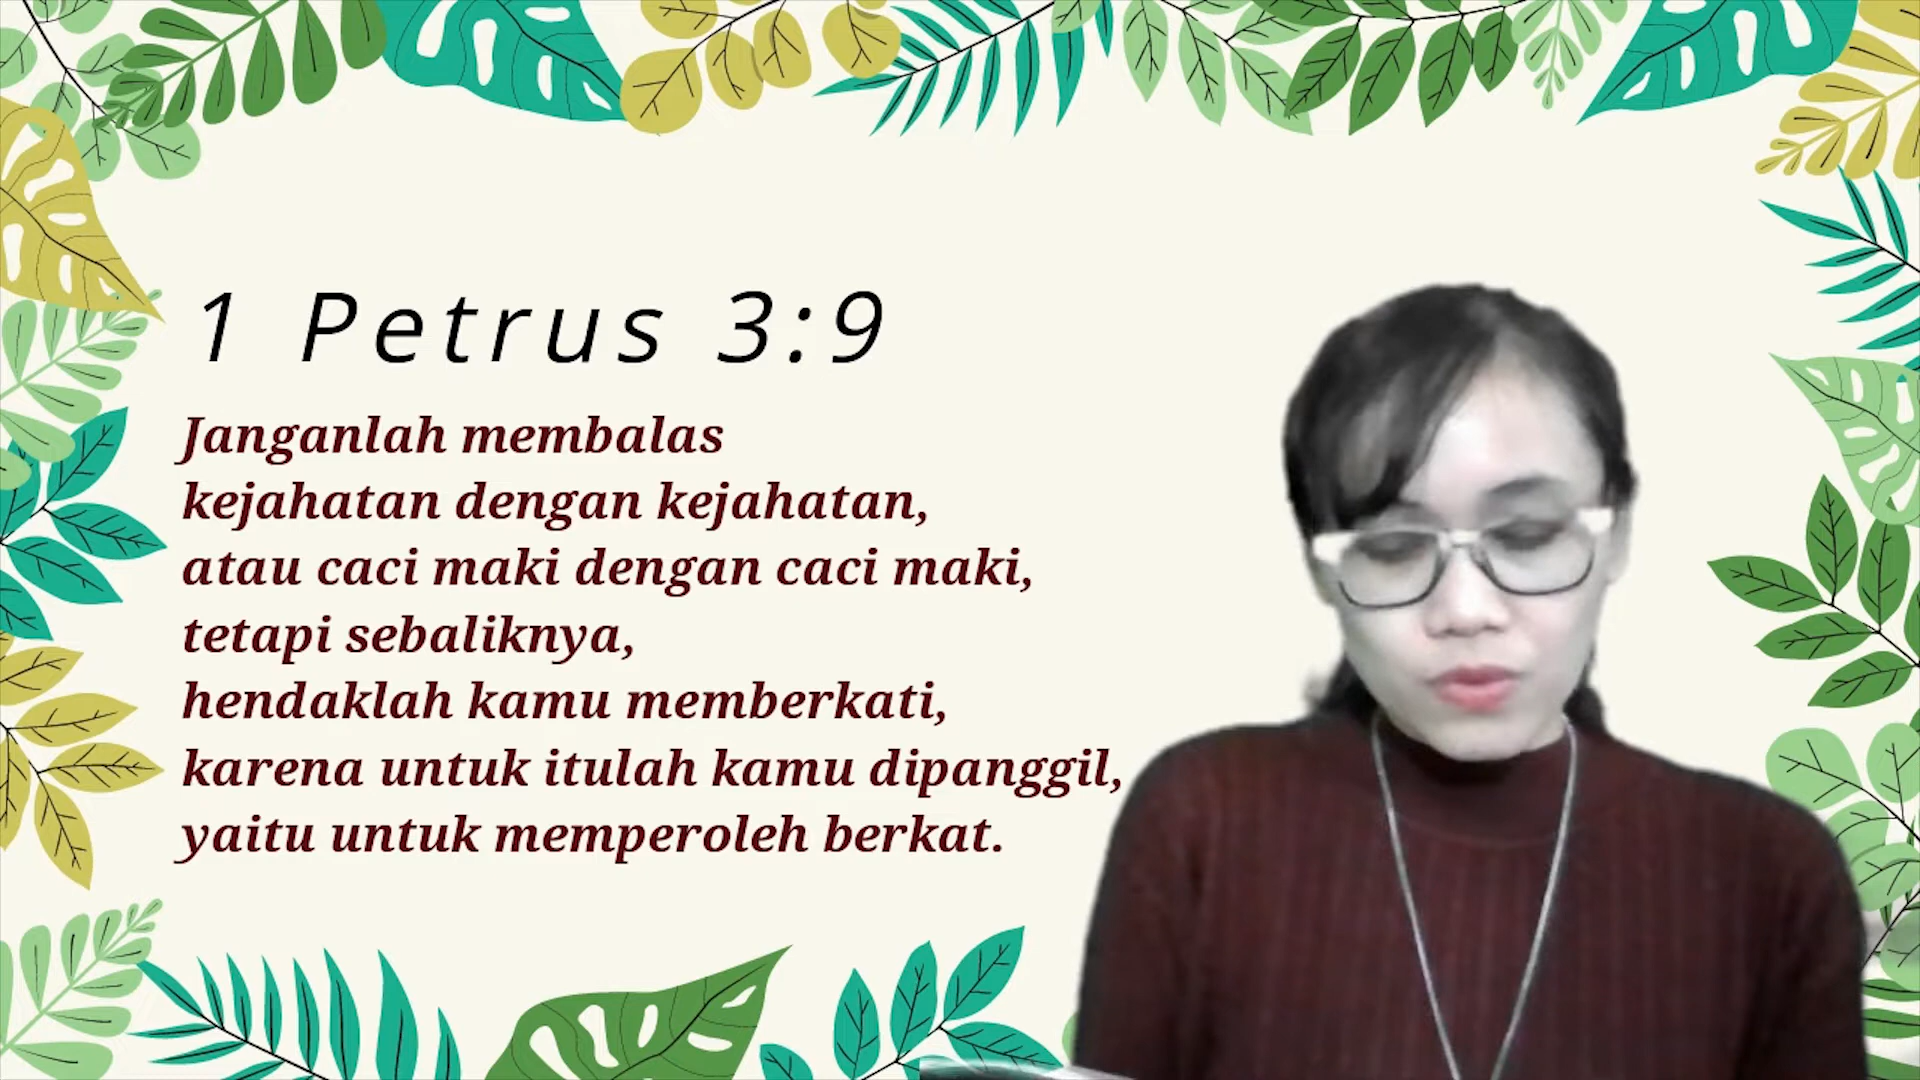 1 Petrus 3:9
Janganlah membalas
kejahatan dengan kejahatan,
atau caci maki dengan caci maki,
tetapi sebaliknya,
hendaklah kamu memberkati,
karena untuk itulah kamu dipanggil,
yaitu untuk memperoleh berkat.